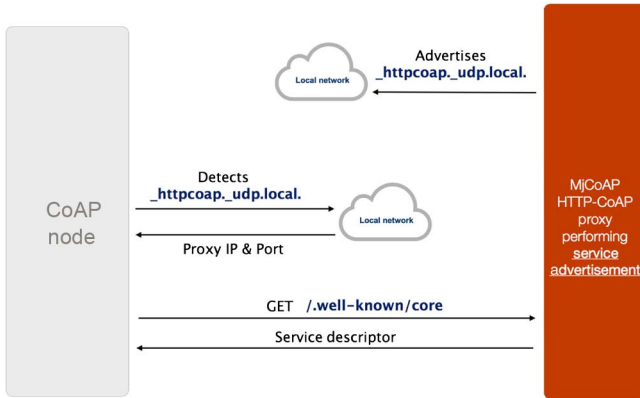 Advertises
_httpcoap._udp.local.
Local network
Detects
_httpcoap._udp.local.
Local network
Proxy IP & Port
CoAP
node
MjCoAP
HTTP-CoAP
proxy
performing
service
advertisement
GET /.well-known/core
Service descriptor